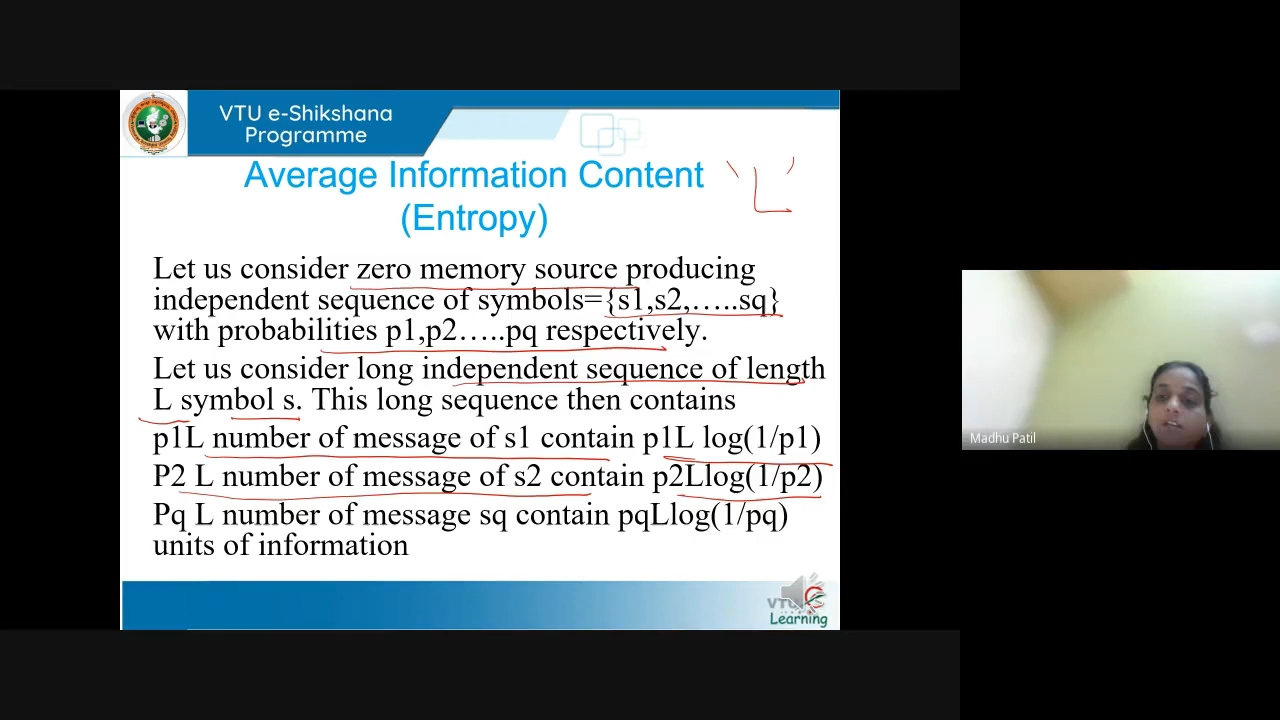 VTU e-Shikshana
Programme
Average Information Content
(Entropy)
'L'
Let us consider zero memory source producing
independent sequence of symbols={s1,s2,…..sq}
with probabilities p1,p2…..pq respectively.
Let us consider long independent sequence of length
L symbol s. This long sequence then contains
p1L number of message of s1 contain p1L log(1/p1)
P2 L number of message of s2 contain p2Llog(1/p2)
Pq L number of message sq contain pqLlog(1/pq)
units of information
VTU
Learning
Madhu Patil